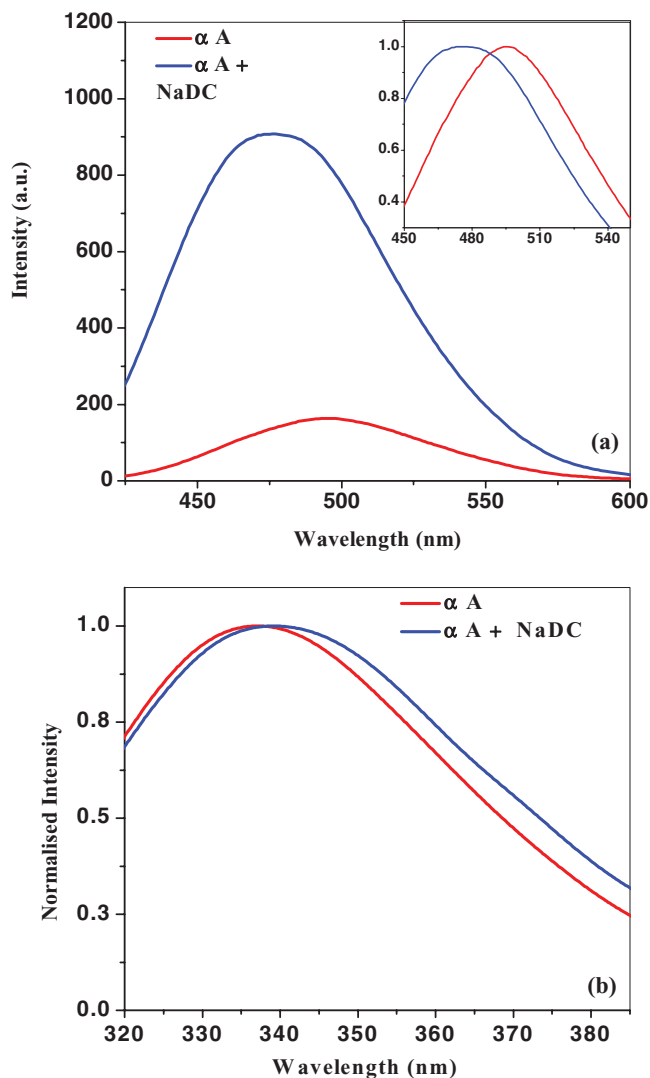 α A
α A +
NaDC
1200
1000
800
600
400
200
0
Intensity (a.u.)
1.0
0.8
0.6
0.4
450 480 510 540
(a)
450 500 550 600
Wavelength (nm)
α A
α A + NaDC
1.0
0.8
0.5
0.3
0.0
Normalised Intensity
(b)
320 330 340 350 360 370 380
Wavelength (nm)